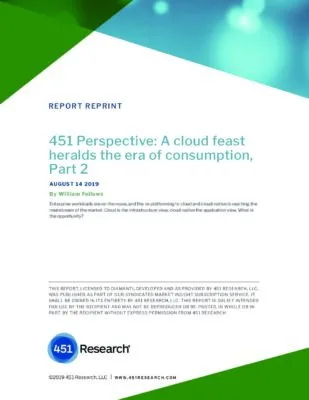 REPORT REPRINT
451 Perspective: A cloud feast
heralds the era of consumption,
Part 2
AUGUST 14 2019
By William Fellows
Enterprise workloads are on the move, and the re-platforming to cloud and cloud native is reaching the
mainstream of the market. Cloud is the infrastructure view; cloud native the application view. What is
the opportunity?
THIS REPORT, LICENSED TO DIAMANTI, DEVELOPED AND AS PROVIDED BY 451 RESEARCH, LLC,
WAS PUBLISHED AS PART OF OUR SYNDICATED MARKET INSIGHT SUBSCRIPTION SERVICE. IT
SHALL BE OWNED IN ITS ENTIRETY BY 451 RESEARCH, LLC. THIS REPORT IS SOLELY INTENDED
FOR USE BY THE RECIPIENT AND MAY NOT BE REPRODUCED OR RE-POSTED, IN WHOLE OR IN
PART, BY THE RECIPIENT WITHOUT EXPRESS PERMISSION FROM 451 RESEARCH.
451 Research®
©2019 451 Research, LLC | WWW.451RESEARCH.COM